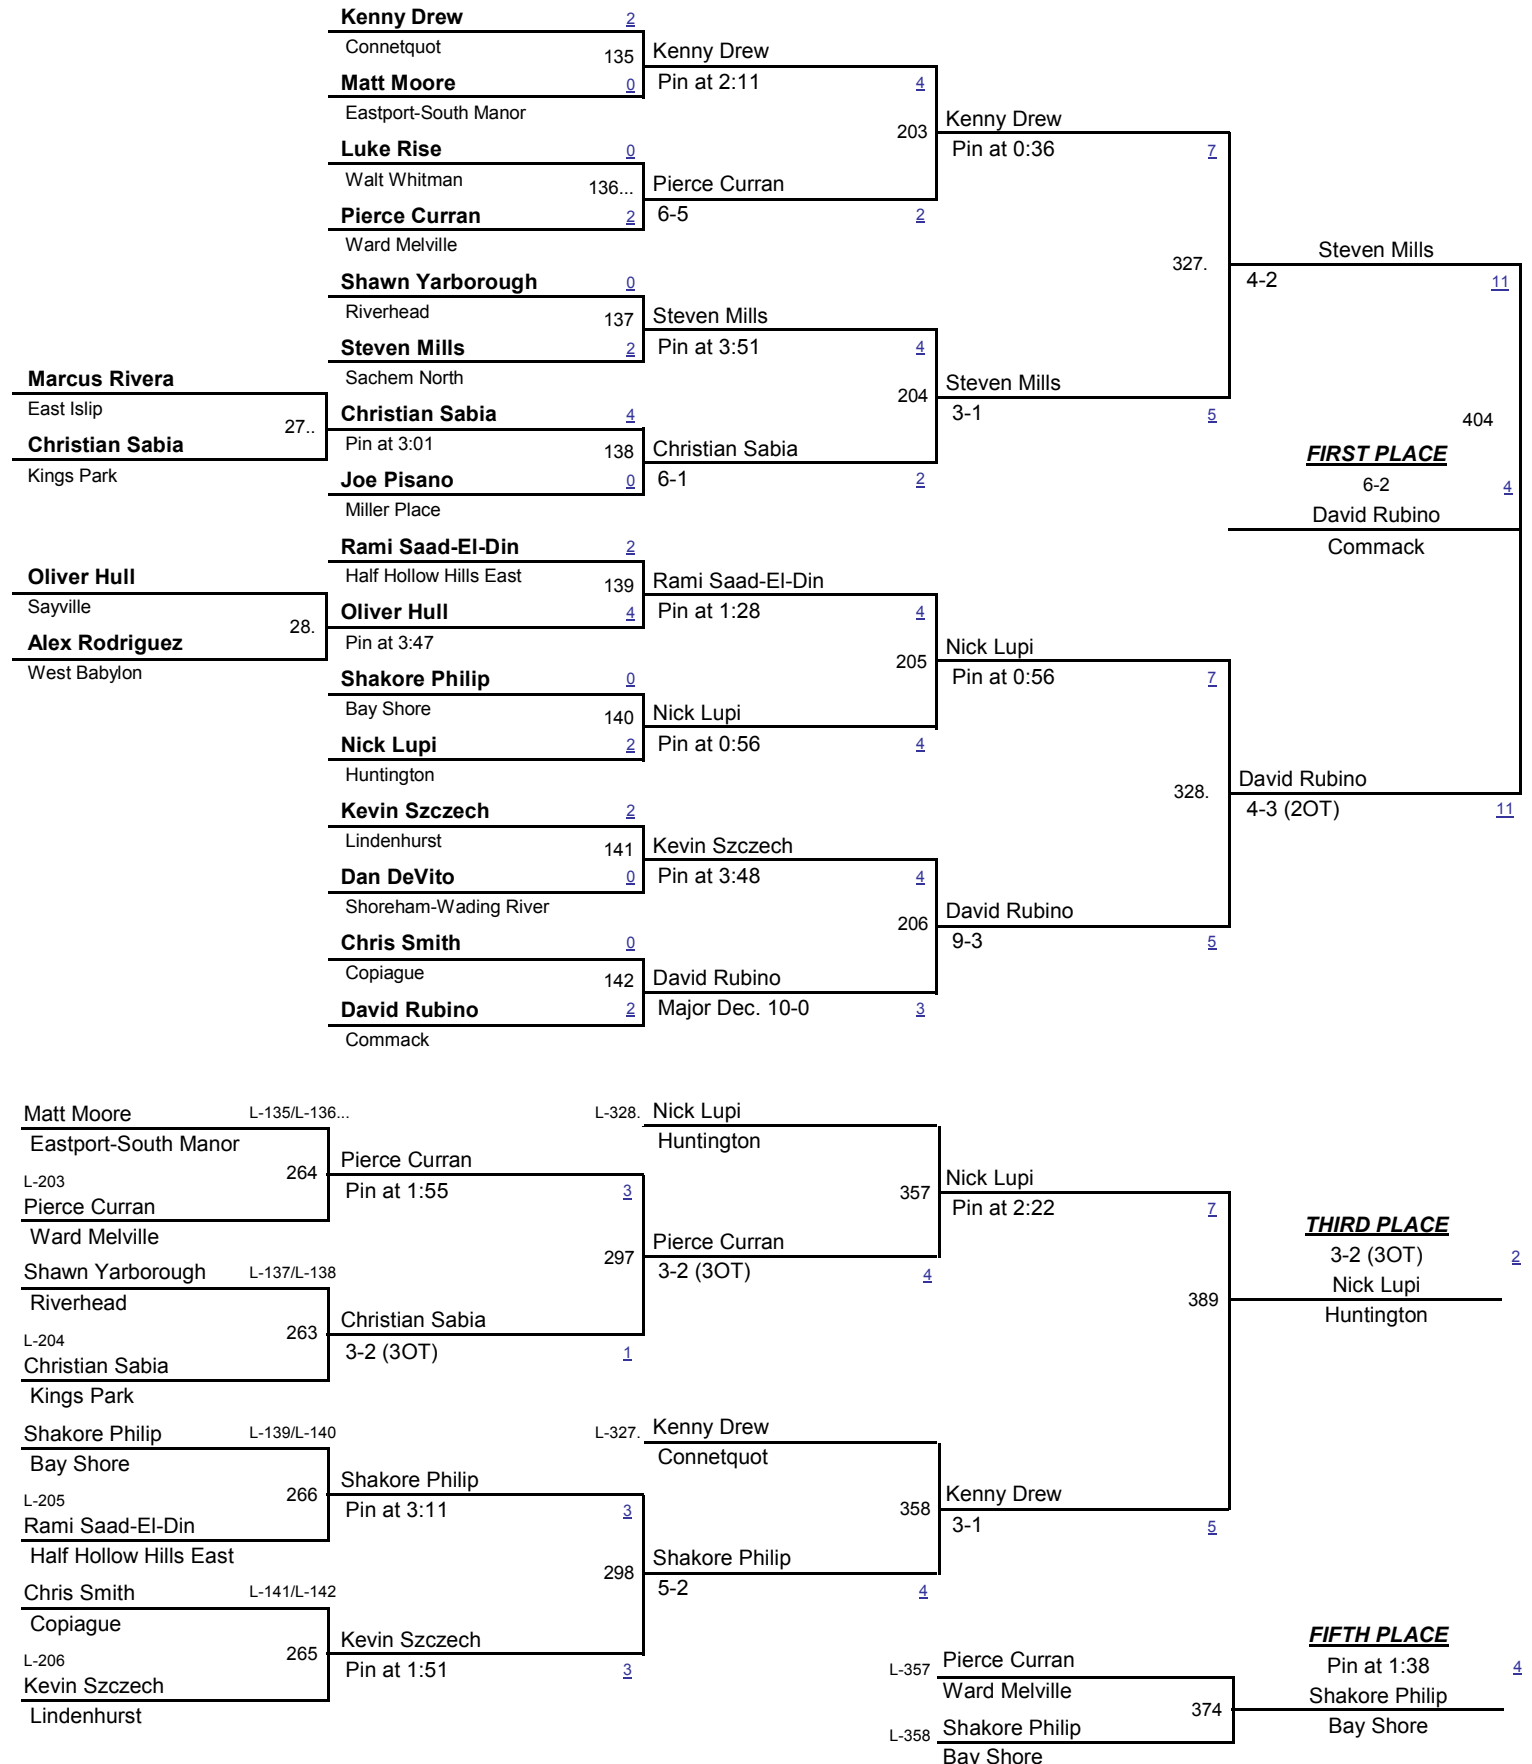 Kenny Drew 2
Connetquot
135 Kenny Drew
Matt Moore 0 Pin at 2:11 4
Eastport-South Manor
203 Kenny Drew
Luke Rise 0 Pin at 0:36 7
Walt Whitman
136... Pierce Curran
Pierce Curran 2 6-5 2
Ward Melville
327. Steven Mills
Shawn Yarborough 0 4-2 11
Riverhead
137 Steven Mills
Steven Mills 2 Pin at 3:51 4
Sachem North
Marcus Rivera
204 Steven Mills
East Islip
27.. Christian Sabia 4 3-1 5
404
Christian Sabia Pin at 3:01
138 Christian Sabia
FIRST PLACE
Kings Park
Joe Pisano 0 6-1 2
6-2 4
Miller Place
David Rubino
Rami Saad-El-Din 2
Commack
Oliver Hull Half Hollow Hills East
139 Rami Saad-El-Din
Sayville
28. Oliver Hull 4 Pin at 1:28 4
Alex Rodriguez Pin at 3:47
205 Nick Lupi
West Babylon
Shakore Philip 0 Pin at 0:56 7
Bay Shore
140 Nick Lupi
Nick Lupi 2 Pin at 0:56 4
Huntington
328. David Rubino
Kevin Szczech 2 4-3 (2OT) 11
Lindenhurst
141 Kevin Szczech
Dan DeVito 0 Pin at 3:48 4
Shoreham-Wading River
206 David Rubino
Chris Smith 0 9-3 5
Copiague
142 David Rubino
David Rubino 2 Major Dec. 10-0 3
Commack
Matt Moore L-135/L-136... L-328. Nick Lupi
Eastport-South Manor Huntington
264 Pierce Curran
L-203 Pin at 1:55 3
357 Nick Lupi
Pierce Curran
Pin at 2:22 7
Ward Melville
THIRD PLACE
297 Pierce Curran
3-2 (3OT) 2
Shawn Yarborough L-137/L-138 3-2 (3OT) 4
Nick Lupi
Riverhead
389 Huntington
263 Christian Sabia
L-204 3-2 (3OT) 1
Christian Sabia
Kings Park
Shakore Philip L-139/L-140 L-327. Kenny Drew
Bay Shore Connetquot
266 Shakore Philip
L-205 Pin at 3:11 3
358 Kenny Drew
Rami Saad-El-Din
3-1 5
Half Hollow Hills East
298 Shakore Philip
Chris Smith L-141/L-142 5-2 4
Copiague
265 Kevin Szczech
FIFTH PLACE
L-206 Pin at 1:51 3
L-357 Pierce Curran Pin at 1:38 4
Kevin Szczech
Ward Melville
374 Shakore Philip
Lindenhurst
L-358 Shakore Philip Bay Shore
Bay Shore